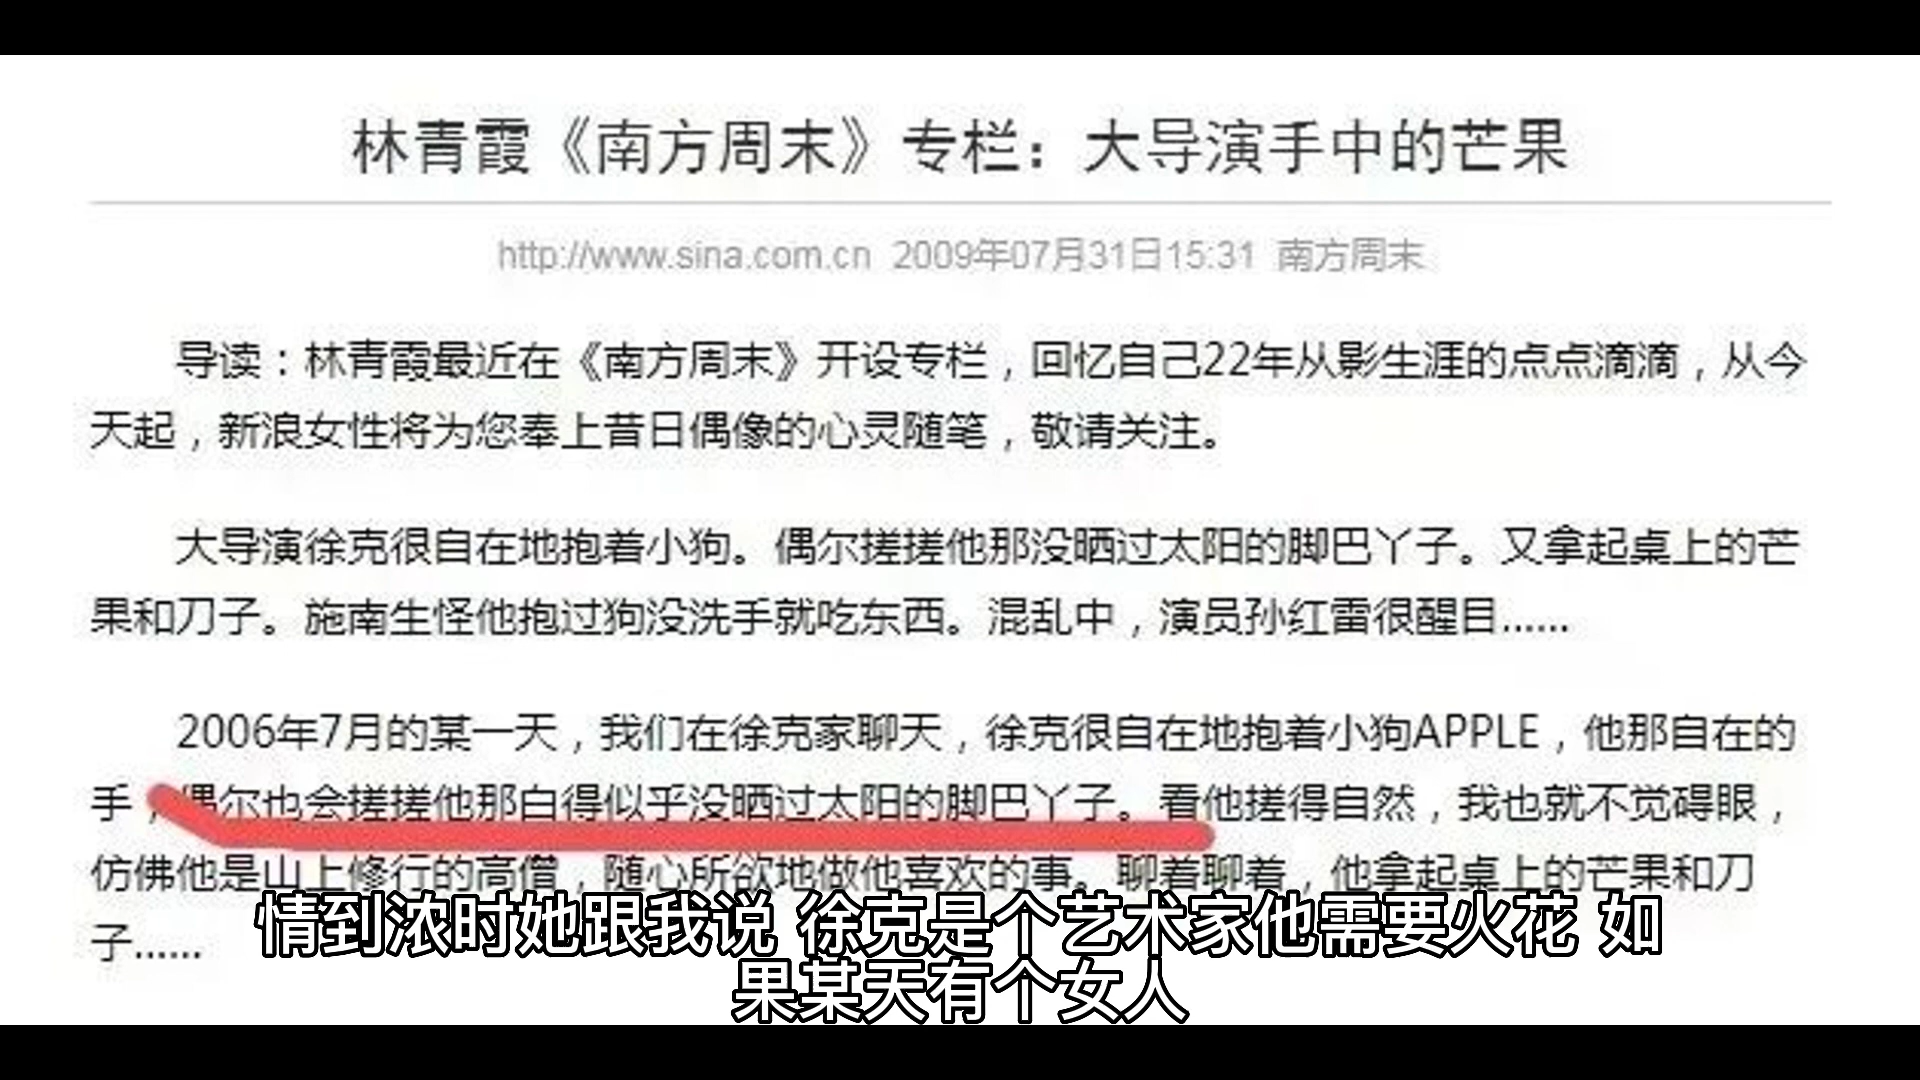 林青霞《南方周末》专栏：大导演手中的芒果
http://www.sina.com.cn 2009年07月31日15:31 南方周末
导读：林青霞最近在《南方周末》开设专栏，回忆自己22年从影生涯的点点滴滴，从今
天起，新浪女性将为您奉上昔日偶像的心灵随笔，敬请关注。
大导演徐克很自在地抱着小狗。偶尔搓搓他那没晒过太阳的脚巴丫子。又拿起桌上的芒
果和刀子。施南生怪他抱过狗没洗手就吃东西。混乱中，演员孙红雷很醒目......
2006年7月的某一天，我们在徐克家聊天，徐克很自在地抱着小狗APPLE，他那自在的
手，偶尔也会搓搓他那白得似乎没晒过太阳的脚巴丫子。看他搓得自然，我也就不觉碍眼，
仿佛他是山上修行的高僧，随心所欲地做他喜欢的事。聊着聊着，他拿起桌上的芒果和刀
子......
情到浓时她跟我说 徐克是个艺术家他需要火花 如
果某天有个女人